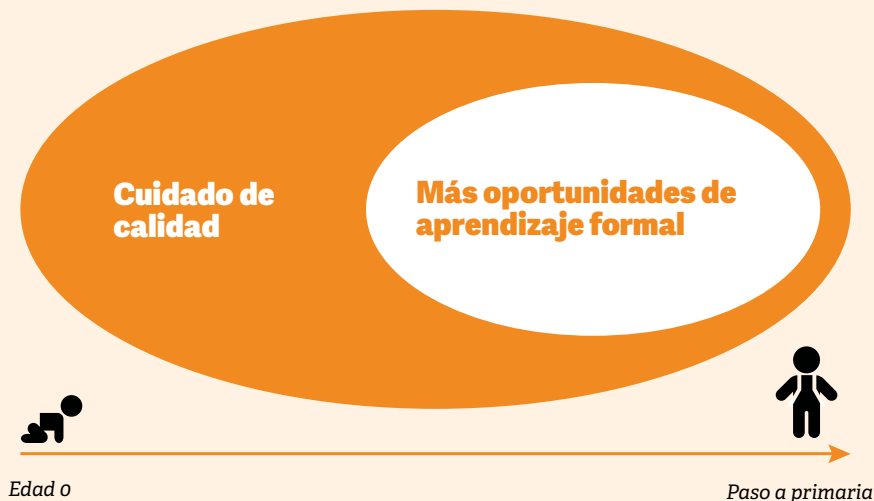 Cuidado de
calidad
Más oportunidades de
aprendizaje formal
Edad 0
Paso a primaria